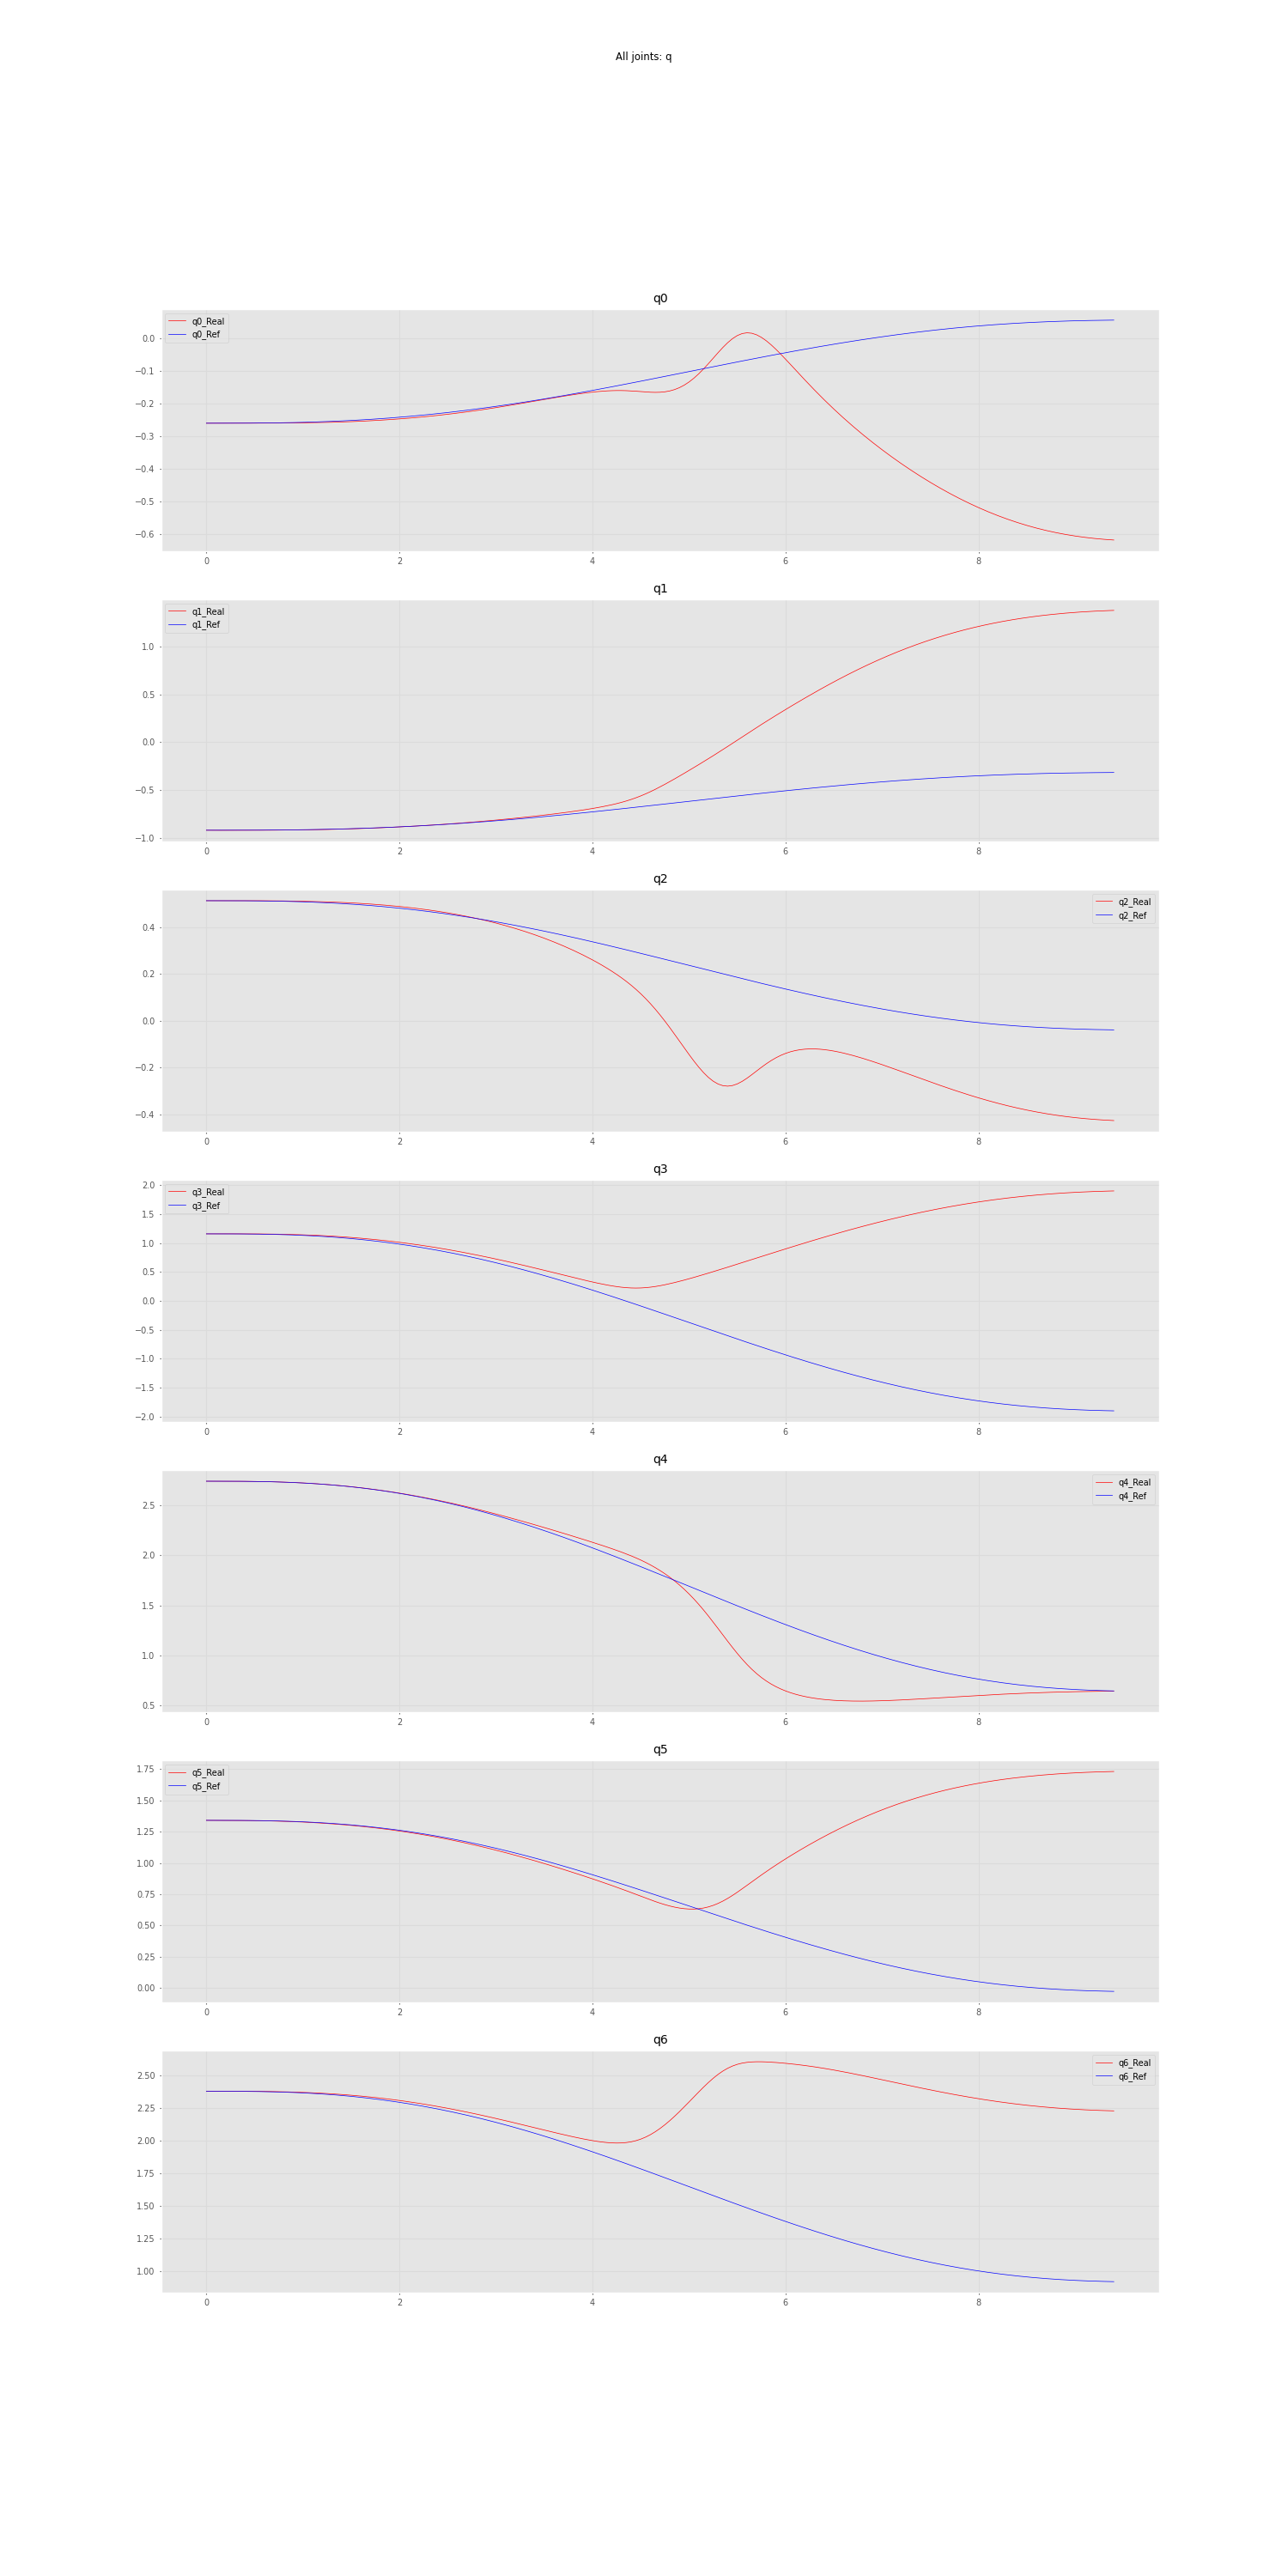 All joints: q
q0
q0_Real
q0_Ref
0.0
−0.1
−0.2
−0.3
−0.4
−0.5
−0.6
0 2 4 6 8
q1
q1_Real
q1_Ref
1.0
0.5
0.0
−0.5
−1.0
0 2 4 6 8
q2
q2_Real
q2_Ref
0.4
0.2
0.0
−0.2
−0.4
0 2 4 6 8
q3
q3_Real
q3_Ref
2.0
1.5
1.0
0.5
0.0
−0.5
−1.0
−1.5
−2.0
0 2 4 6 8
q4
q4_Real
q4_Ref
2.5
2.0
1.5
1.0
0.5
0 2 4 6 8
q5
q5_Real
q5_Ref
1.75
1.50
1.25
1.00
0.75
0.50
0.25
0.00
0 2 4 6 8
q6
q6_Real
q6_Ref
2.50
2.25
2.00
1.75
1.50
1.25
1.00
0 2 4 6 8